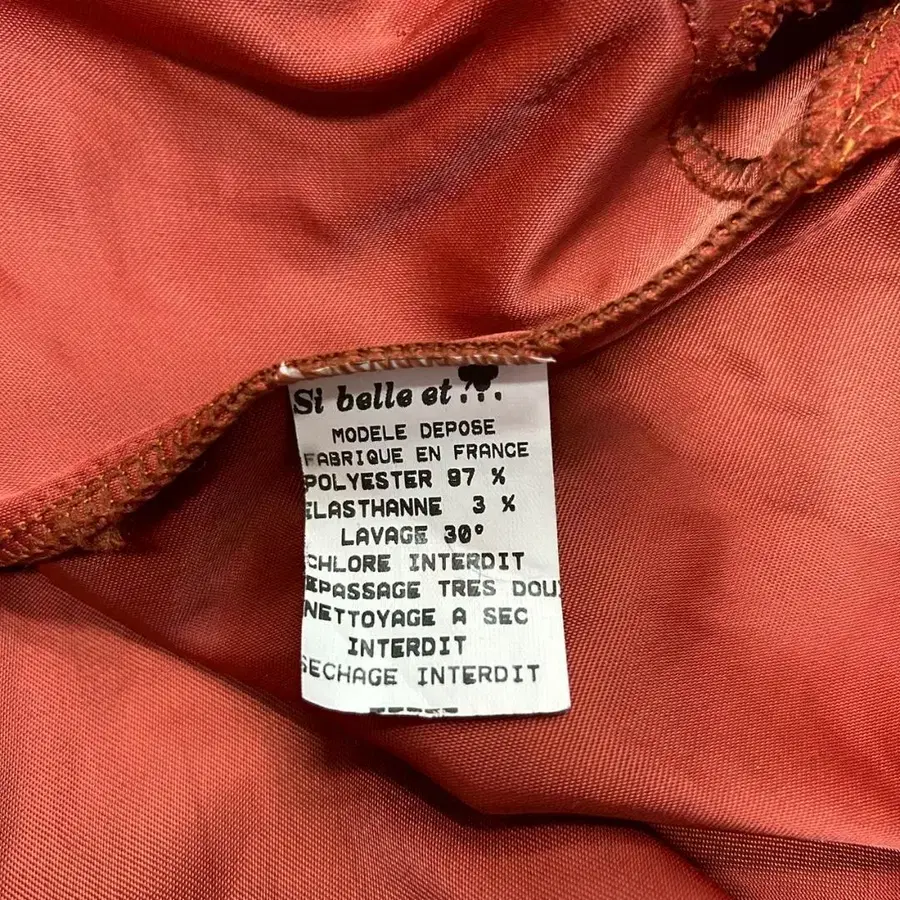 Si belle et...
MODELE DEPOSE
FABRIQUE EN FRANCE
POLYESTER 97 %
ELASTHANNE 3 %
LAVAGE 30°
CHLORE INTERDIT
REPASSAGE TRES DOUX
NETTOYAGE A SEC
INTERDIT
SECHAGE INTERDIT